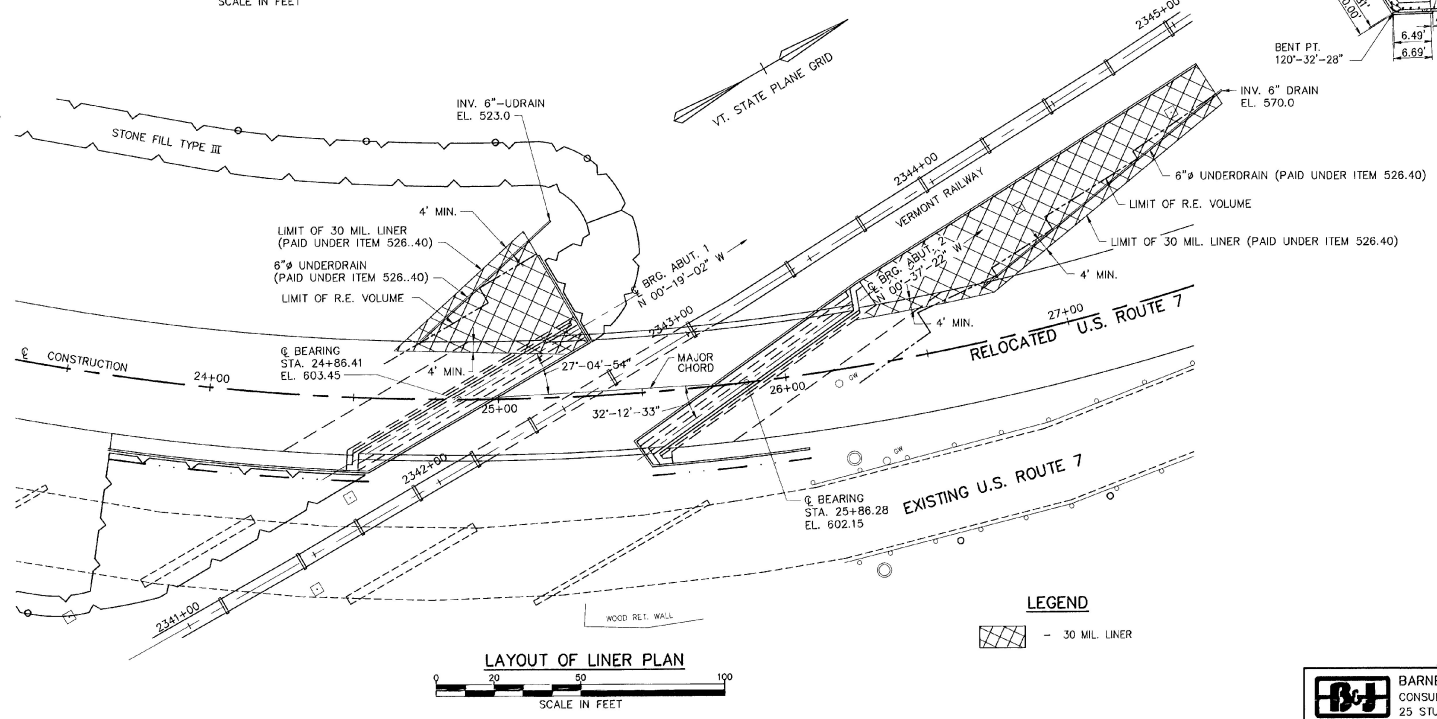 SCALE IN FEET
2345+00
BENT PT.
120°-32'-28"
6.49'
6.69'
INV. 6"-UDRAIN
EL. 523.0
VT. STATE PLANE GRID
INV. 6" DRAIN
EL. 570.0
STONE FILL TYPE III
2344+00
VERMONT RAILWAY
6"ø UNDERDRAIN (PAID UNDER ITEM 526.40)
4' MIN.
LIMIT OF R.E. VOLUME
LIMIT OF 30 MIL. LINER
(PAID UNDER ITEM 526..40)
LIMIT OF 30 MIL. LINER (PAID UNDER ITEM 526.40)
6"ø UNDERDRAIN
(PAID UNDER ITEM 526..40)
℄ BRG. ABUT. 1
N 00°-19'-02" W
℄ BRG. ABUT. 2
N 00°-37'-22" W
4' MIN.
LIMIT OF R.E. VOLUME
2343+00
4' MIN.
27+00
RELOCATED U.S. ROUTE 7
℄ CONSTRUCTION
24+00
℄ BEARING
STA. 24+86.41
EL. 603.45
4' MIN.
27°-04'-54"
MAJOR
CHORD
26+00
GW
25+00
32°-12'-33"
2342+00
GW
EXISTING U.S. ROUTE 7
℄ BEARING
STA. 25+86.28
EL. 602.15
2341+00
WOOD RET. WALL
LEGEND
- 30 MIL. LINER
LAYOUT OF LINER PLAN
0 20 50 100
SCALE IN FEET
B&J
CONSU
25 STU